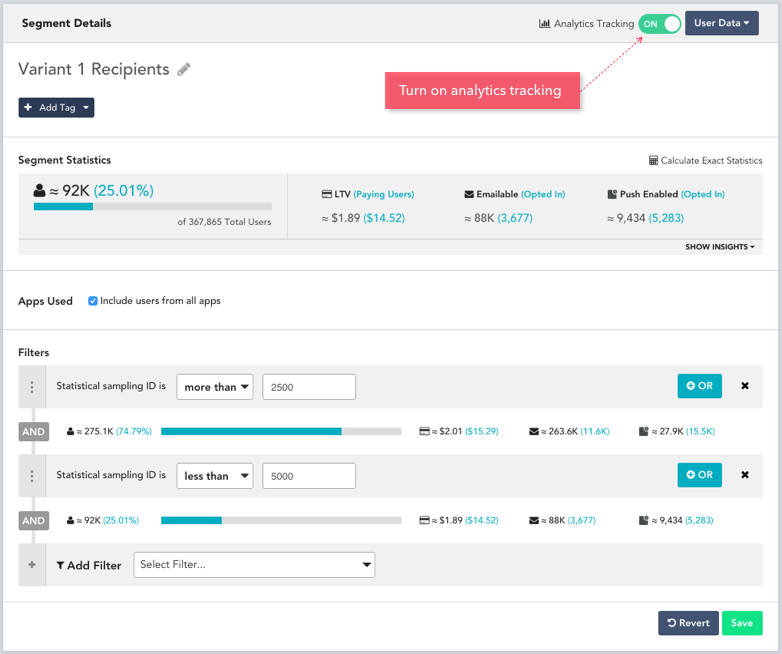 Segment Details
Analytics Tracking ON User Data
Variant 1 Recipients
Turn on analytics tracking
+ Add Tag
Segment Statistics
Calculate Exact Statistics
≈ 92K (25.01%)
of 367,865 Total Users
LTV (Paying Users)
≈ $1.89 ($14.52)
Emailable (Opted In)
≈ 88K (3,677)
Push Enabled (Opted In)
≈ 9,434 (5,283)
SHOW INSIGHTS
Apps Used Include users from all apps
Filters
Statistical sampling ID is more than 2500 OR
AND ≈ 275.1K (74.79%) ≈ $2.01 ($15.29) ≈ 263.6K (11.6K) ≈ 27.9K (15.5K)
Statistical sampling ID is less than 5000 OR
AND ≈ 92K (25.01%) ≈ $1.89 ($14.52) ≈ 88K (3,677) ≈ 9,434 (5,283)
+ Add Filter Select Filter...
Revert Save